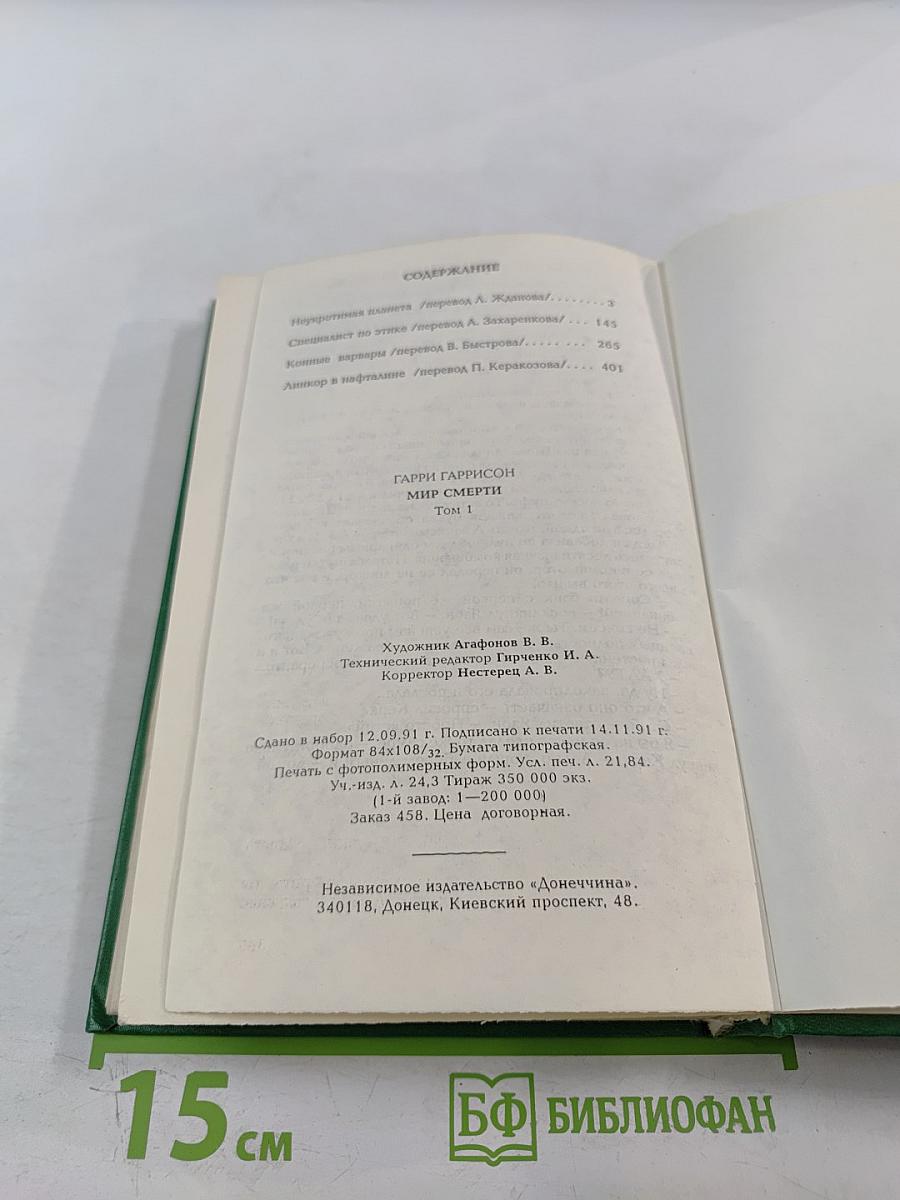 СОДЕРЖАНИЕ
Неукротимая планета /перевод Л. Жданова/. . . . . . . . 3
Специалист по этике /перевод А. Захаренкова/ . . . 145
Конные варвары /перевод В. Быстрова/. . . . . . . . 265
Линкор в нафталине /перевод П. Керакозова/. . . . 401
ГАРРИ ГАРРИСОН
МИР СМЕРТИ
Том 1
Художник Агафонов В. В.
Технический редактор Гирченко И. А.
Корректор Нестерец А. В.
Сдано в набор 12.09.91 г. Подписано к печати 14.11.91 г.
Формат 84х108/32. Бумага типографская.
Печать с фотополимерных форм. Усл. печ. л. 21,84.
Уч.-изд. л. 24,3 Тираж 350 000 экз.
(1-й завод: 1—200 000)
Заказ 458. Цена договорная.
Независимое издательство «Донеччина».
340118, Донецк, Киевский проспект, 48.
15 см
БФ БИБЛИОФАН